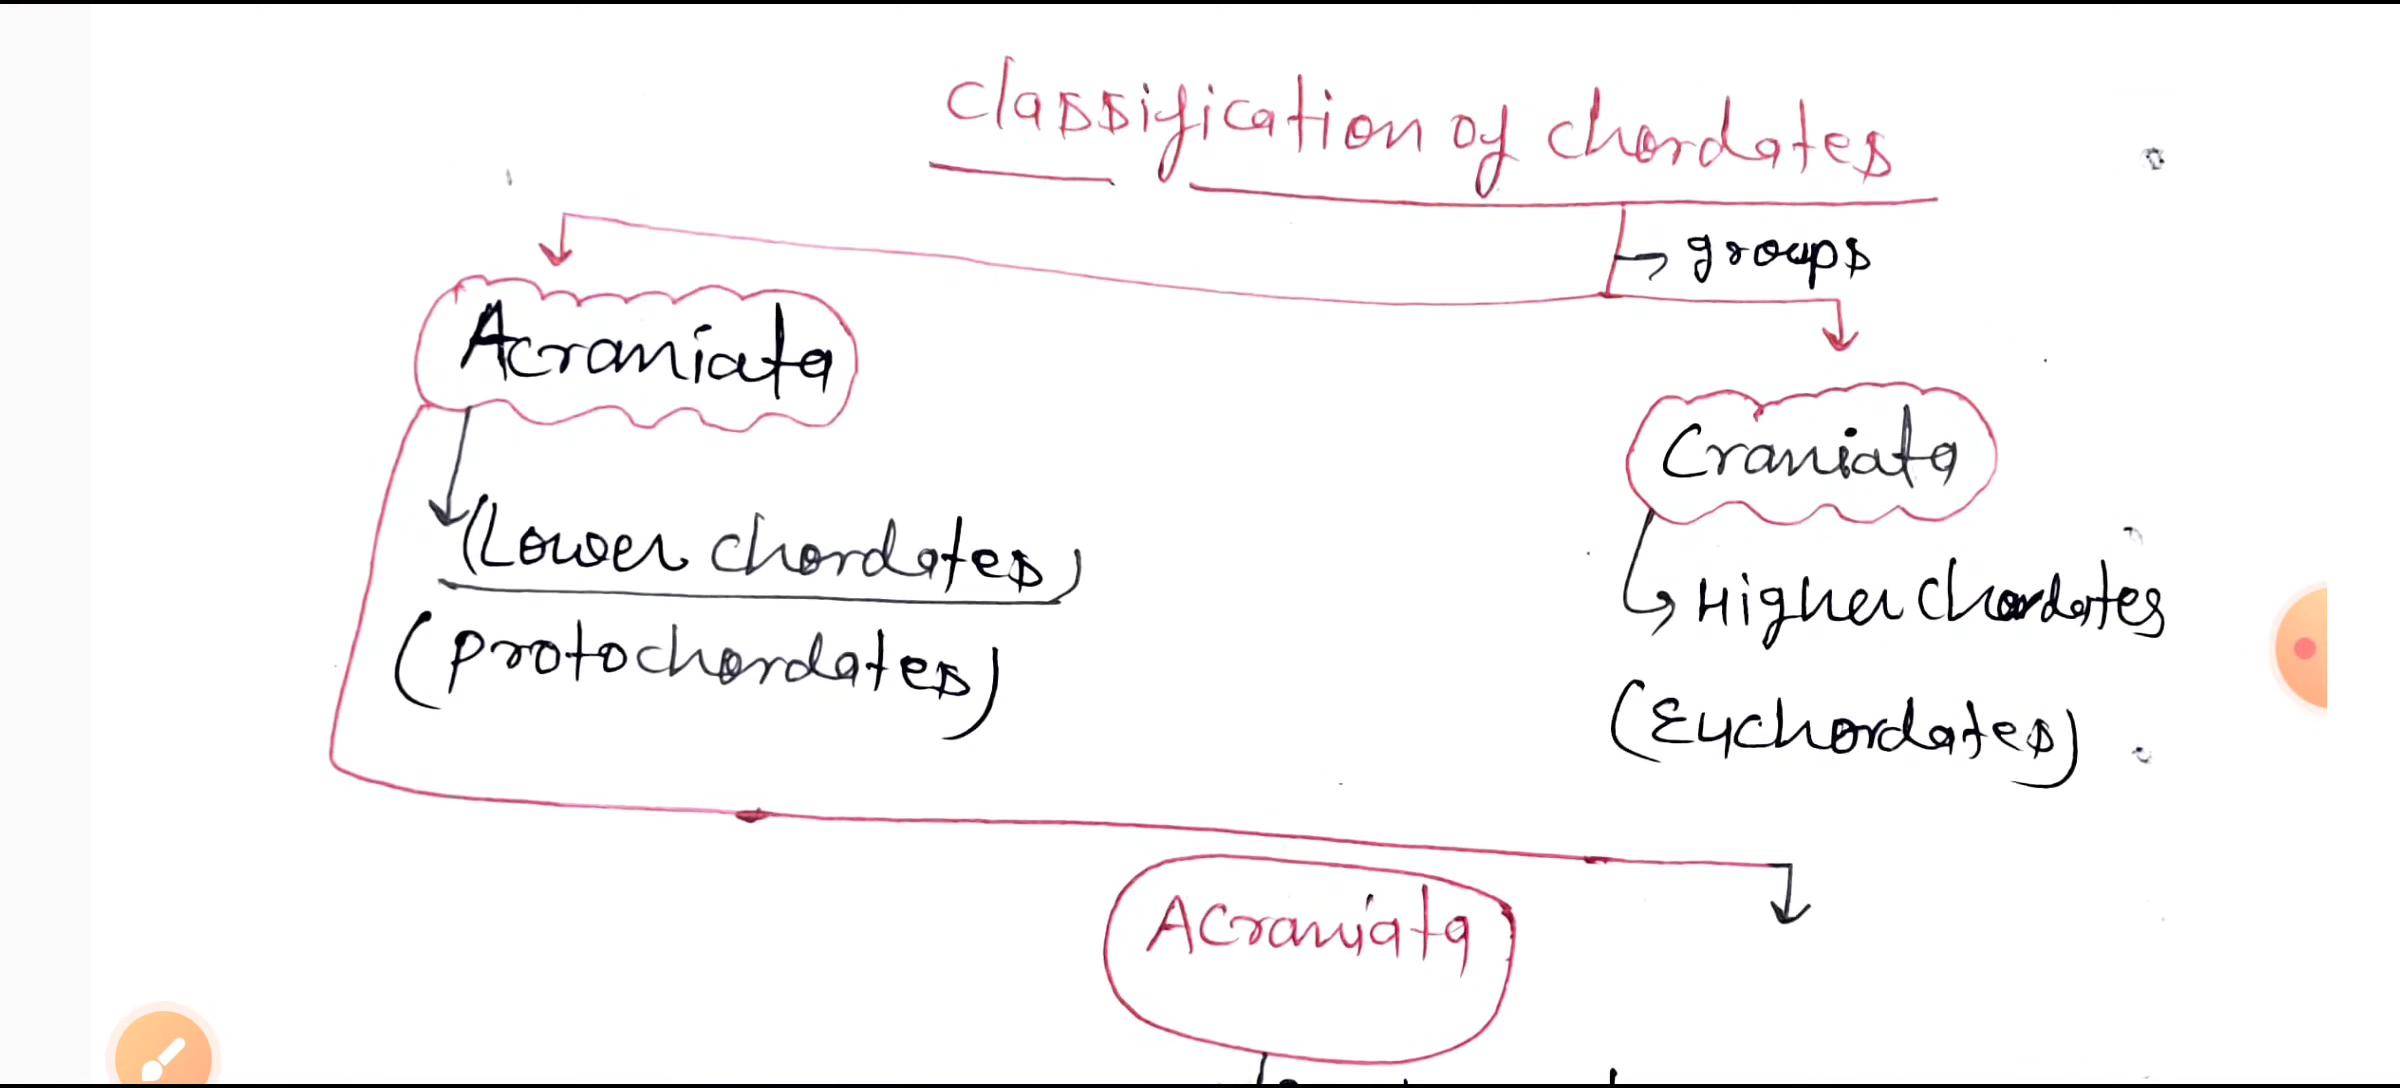 classification of chordates
groups
Acraniata
Craniata
(Lower chordates)
Higher Chordates
(protochordates)
(Euchordates)
Acraniata